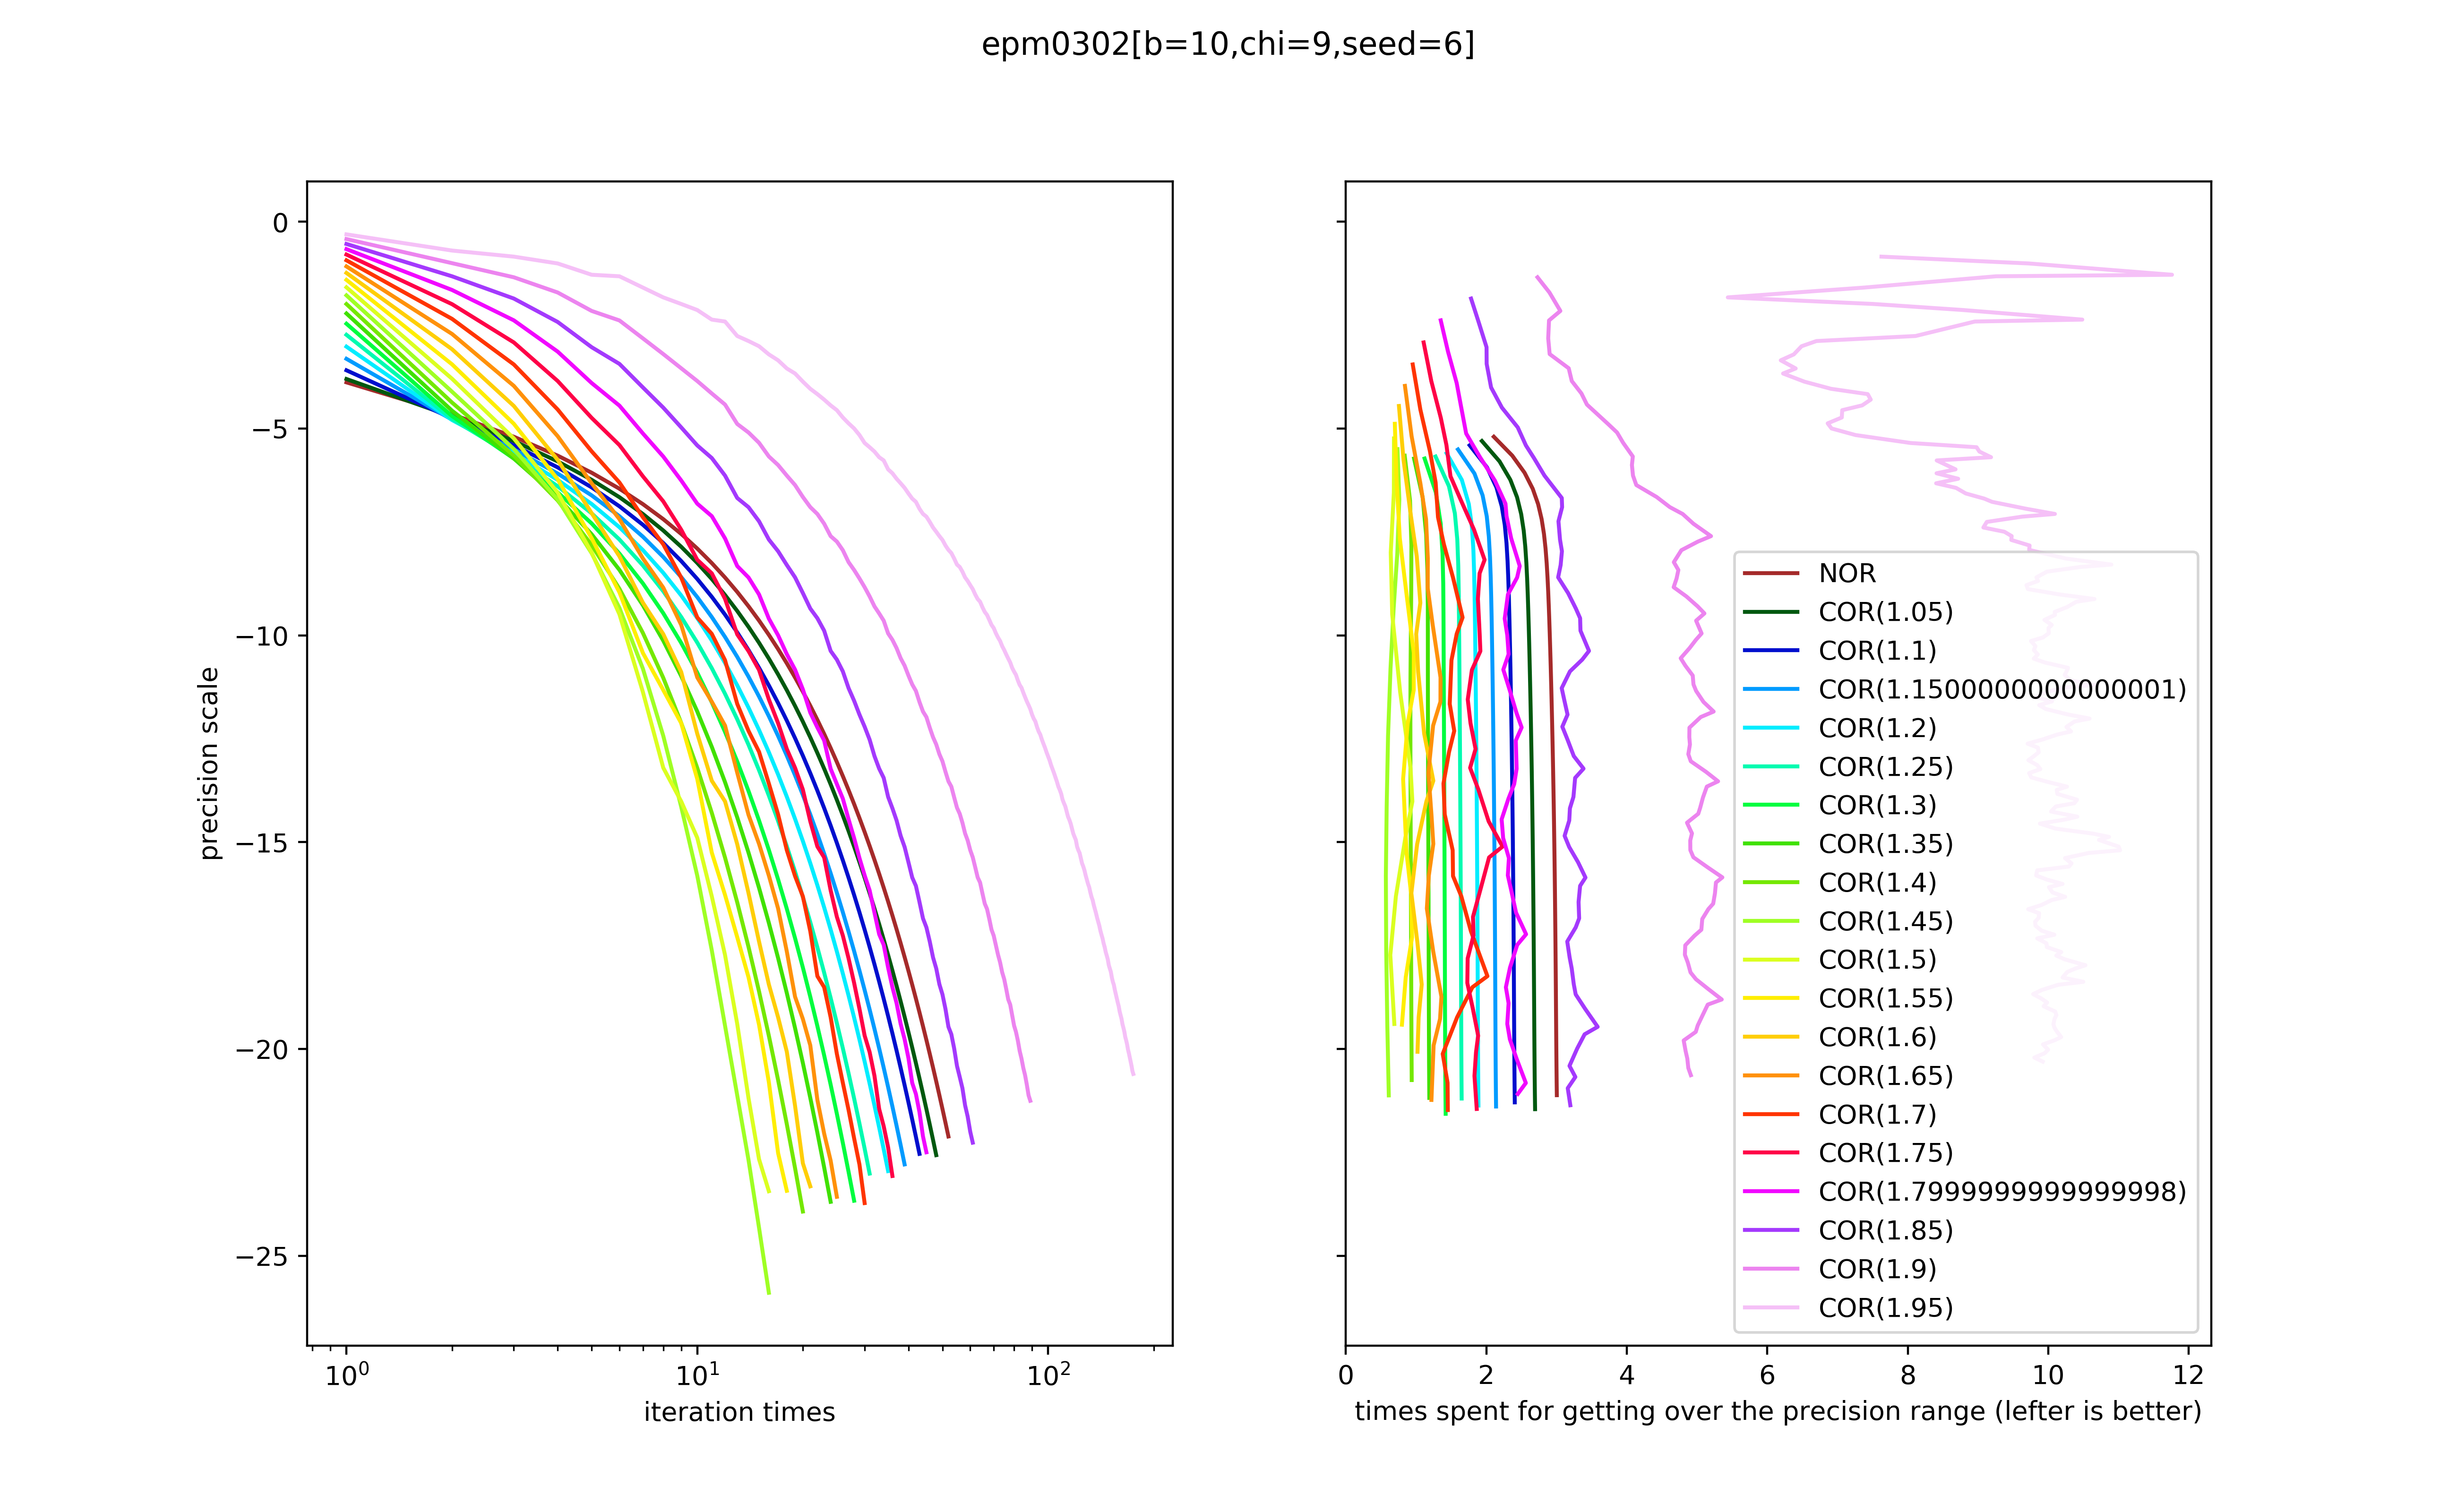 epm0302[b=10,chi=9,seed=6]
0
−5
−10
−15
−20
−25
precision scale
10⁰
10¹
10²
iteration times
0
2
4
6
8
10
12
times spent for getting over the precision range (lefter is better)
NOR
COR(1.05)
COR(1.1)
COR(1.1500000000000001)
COR(1.2)
COR(1.25)
COR(1.3)
COR(1.35)
COR(1.4)
COR(1.45)
COR(1.5)
COR(1.55)
COR(1.6)
COR(1.65)
COR(1.7)
COR(1.75)
COR(1.7999999999999998)
COR(1.85)
COR(1.9)
COR(1.95)